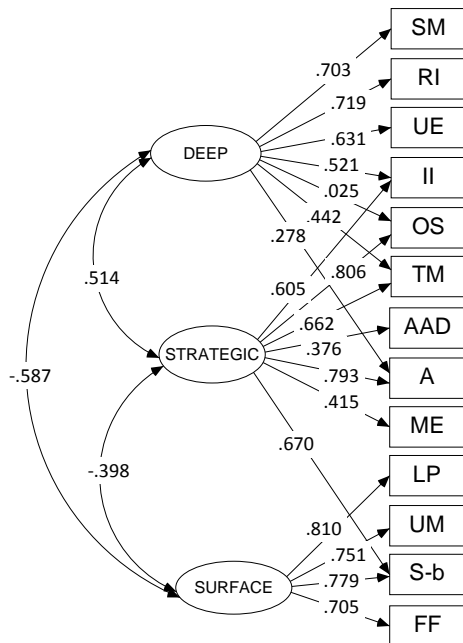 SM
.703
RI
.719
UE
.631
DEEP
.521
II
.025
.442
OS
.278
.806
TM
.514
.605
.662
AAD
STRATEGIC
.376
-.587
.793
A
.415
ME
.670
-.398
LP
.810
UM
.751
S-b
SURFACE
.779
.705
FF